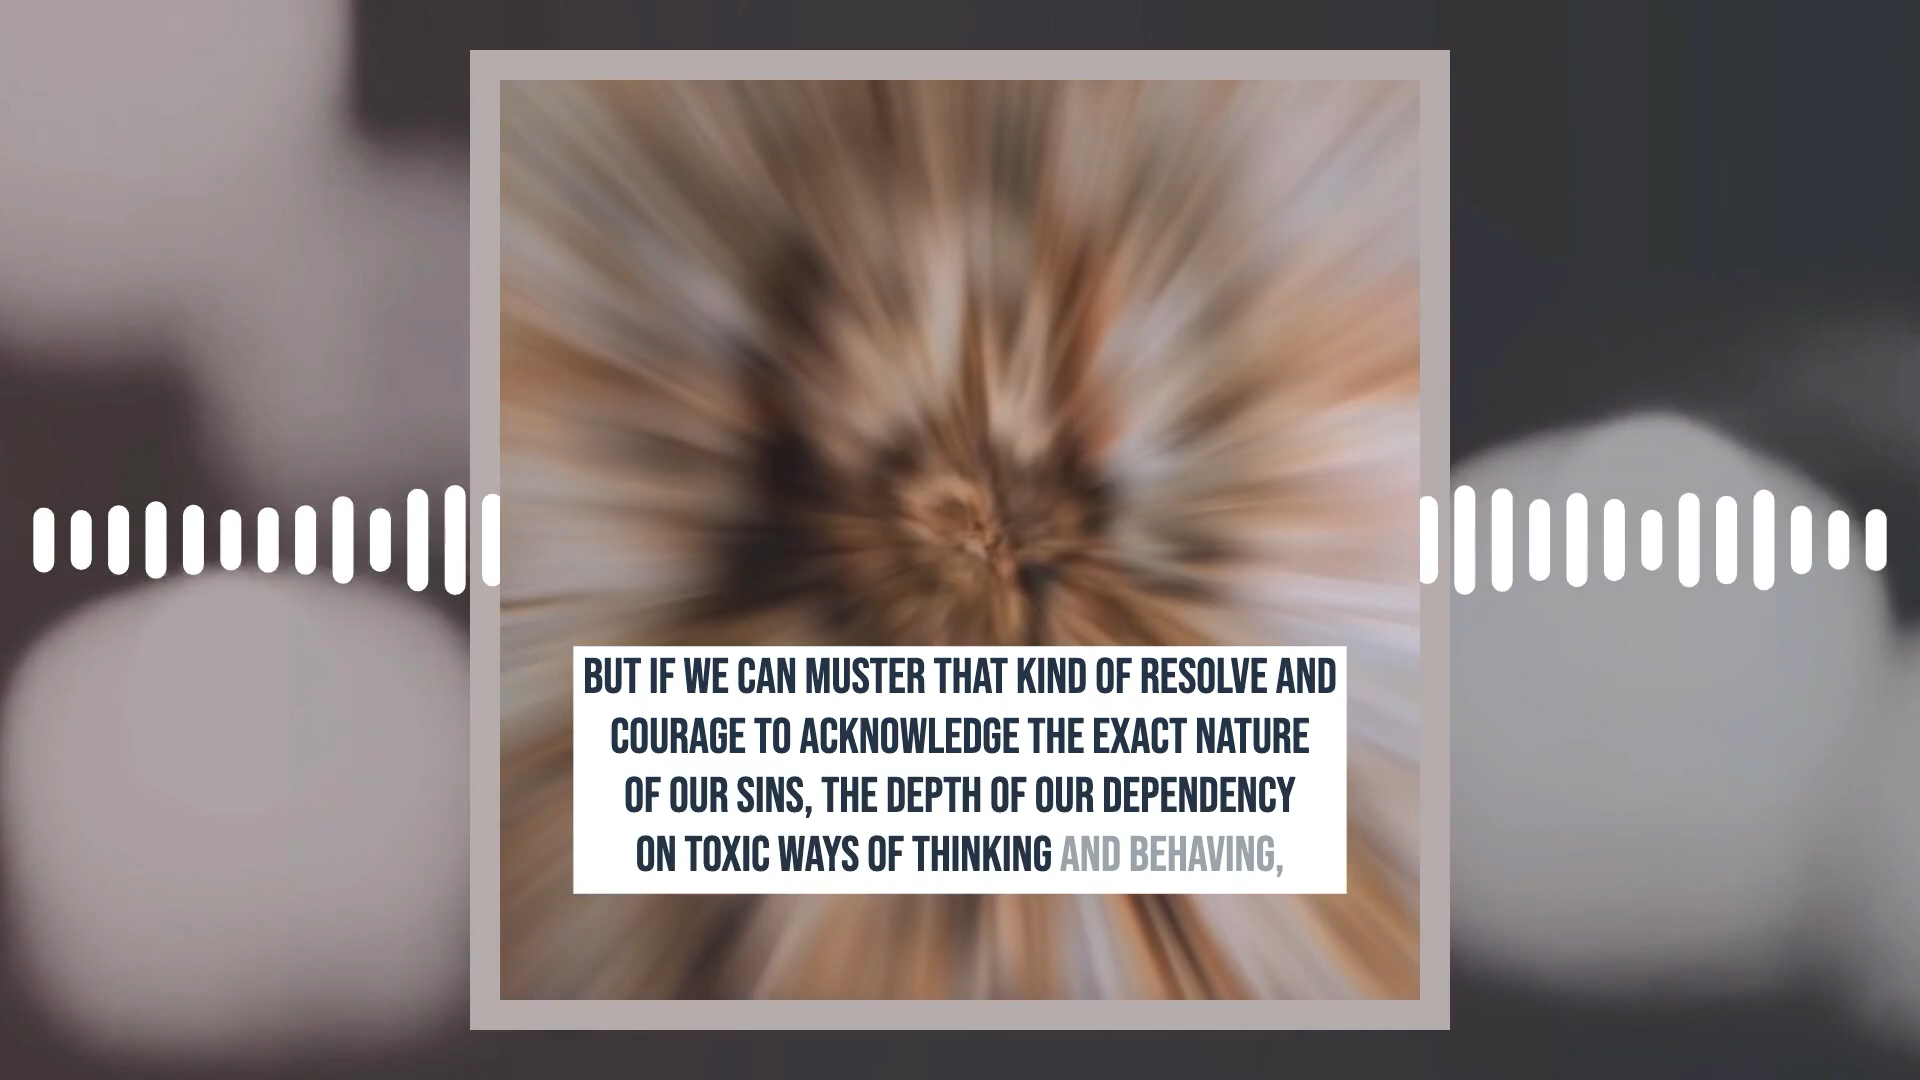 BUT IF WE CAN MUSTER THAT KIND OF RESOLVE AND
COURAGE TO ACKNOWLEDGE THE EXACT NATURE
OF OUR SINS, THE DEPTH OF OUR DEPENDENCY
ON TOXIC WAYS OF THINKING AND BEHAVING,